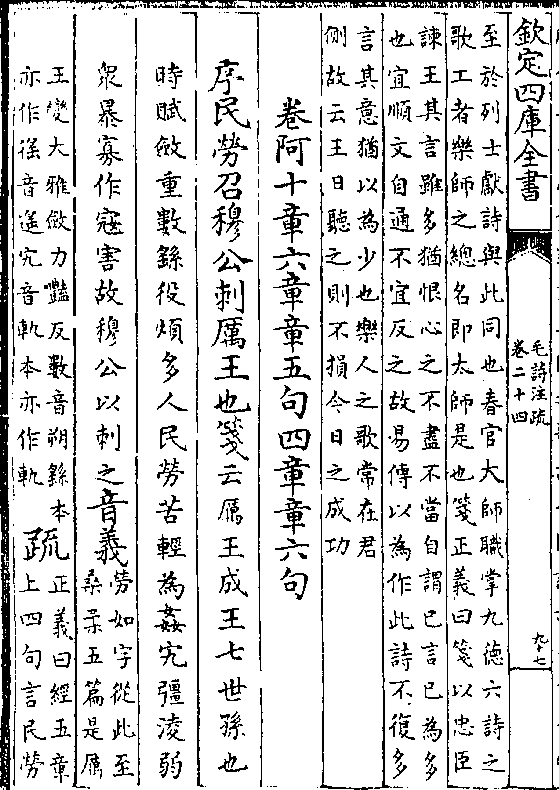 欽定四庫全書
毛詩注疏
卷二十四
九十七
至於列士獻詩與此同也春官大師職掌九德六詩之
歌工者樂師之總名即太師是也箋正義曰箋以忠臣
諫王其言雖多猶恨心之不盡不當自謂已言已為多
也宜順文自通不宜反之故易傳以為作此詩不復多
言其意猶以為少也樂人之歌常在君
側故云王日聽之則不損今日之成功
卷阿十章六章章五句四章章六句
序民勞召穆公刺厲王也箋云厲王成王七世孫也
時賦斂重數繇役煩多人民勞苦輕為姦宄彊淩弱
衆暴寡作寇害故穆公以刺之音義
勞如字從此至
桑柔五篇是厲
王變大雅斂力豔反數音朔繇本
亦作徭音遥宄音軌本亦作軌
疏
正義曰經五章
上四句言民勞